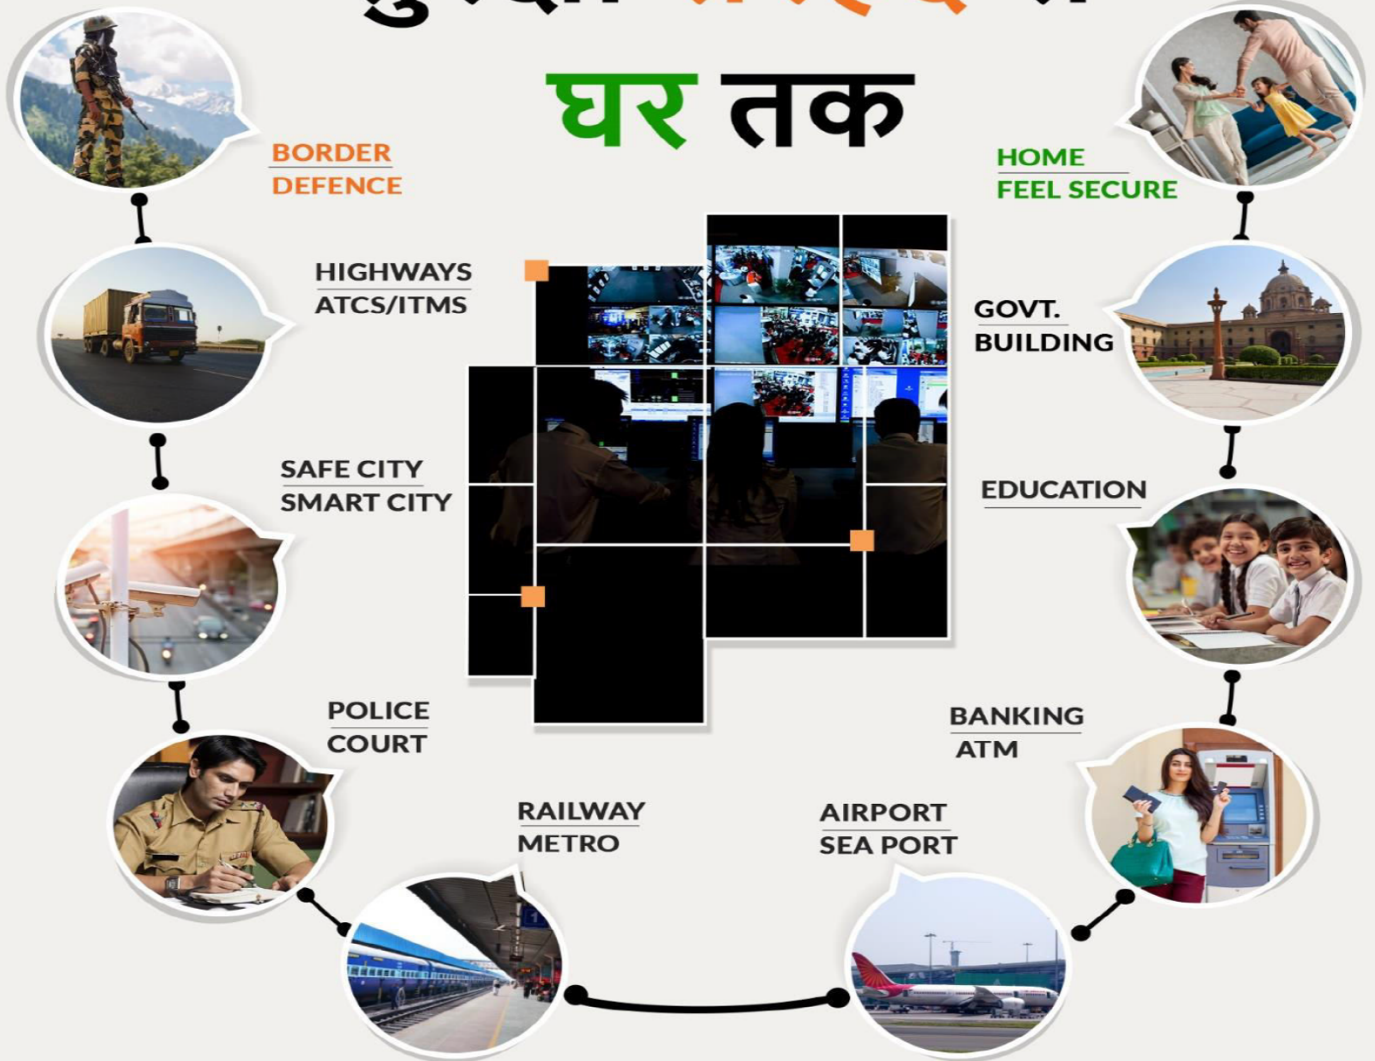 घर तक
BORDER
DEFENCE
HOME
FEEL SECURE
HIGHWAYS
ATCS/ITMS
GOVT.
BUILDING
SAFE CITY
SMART CITY
EDUCATION
POLICE
COURT
BANKING
ATM
RAILWAY
METRO
AIRPORT
SEA PORT
1